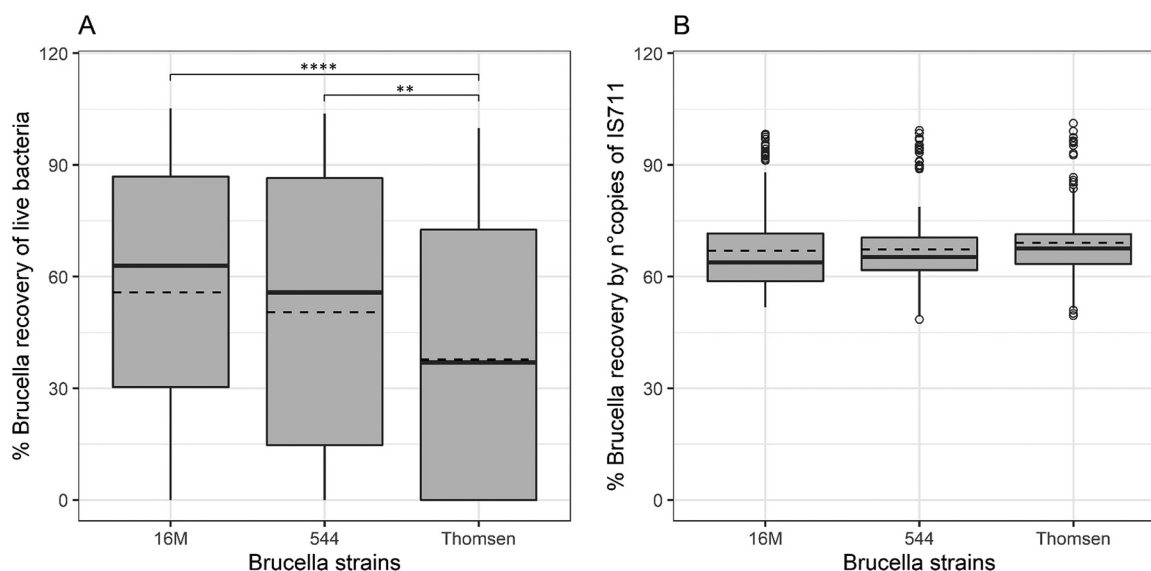 A
% Brucella recovery of live bacteria
120
90
60
30
0
****
**
16M 544 Thomsen
Brucella strains
B
% Brucella recovery by n°copies of IS711
120
90
60
30
0
16M 544 Thomsen
Brucella strains